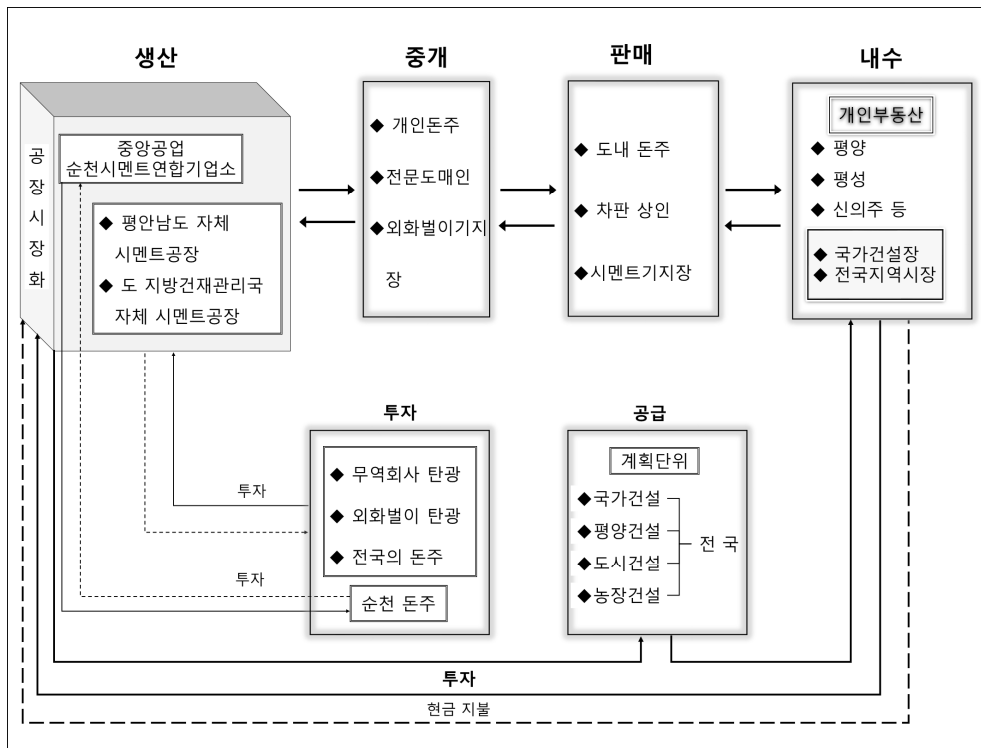 생산
공장시장화
중앙공업
순천시멘트연합기업소
◆ 평안남도 자체
시멘트공장
◆ 도 지방건재관리국
자체 시멘트공장
중개
◆ 개인돈주
◆ 전문도매인
◆ 외화벌이기지
장
판매
◆ 도내 돈주
◆ 차판 상인
◆ 시멘트기지장
내수
개인부동산
◆ 평양
◆ 평성
◆ 신의주 등
◆ 국가건설장
◆ 전국지역시장
투자
◆ 무역회사 탄광
◆ 외화벌이 탄광
◆ 전국의 돈주
순천 돈주
투자
투자
공급
계획단위
◆ 국가건설
◆ 평양건설
◆ 도시건설
◆ 농장건설
전 국
투자
현금 지불